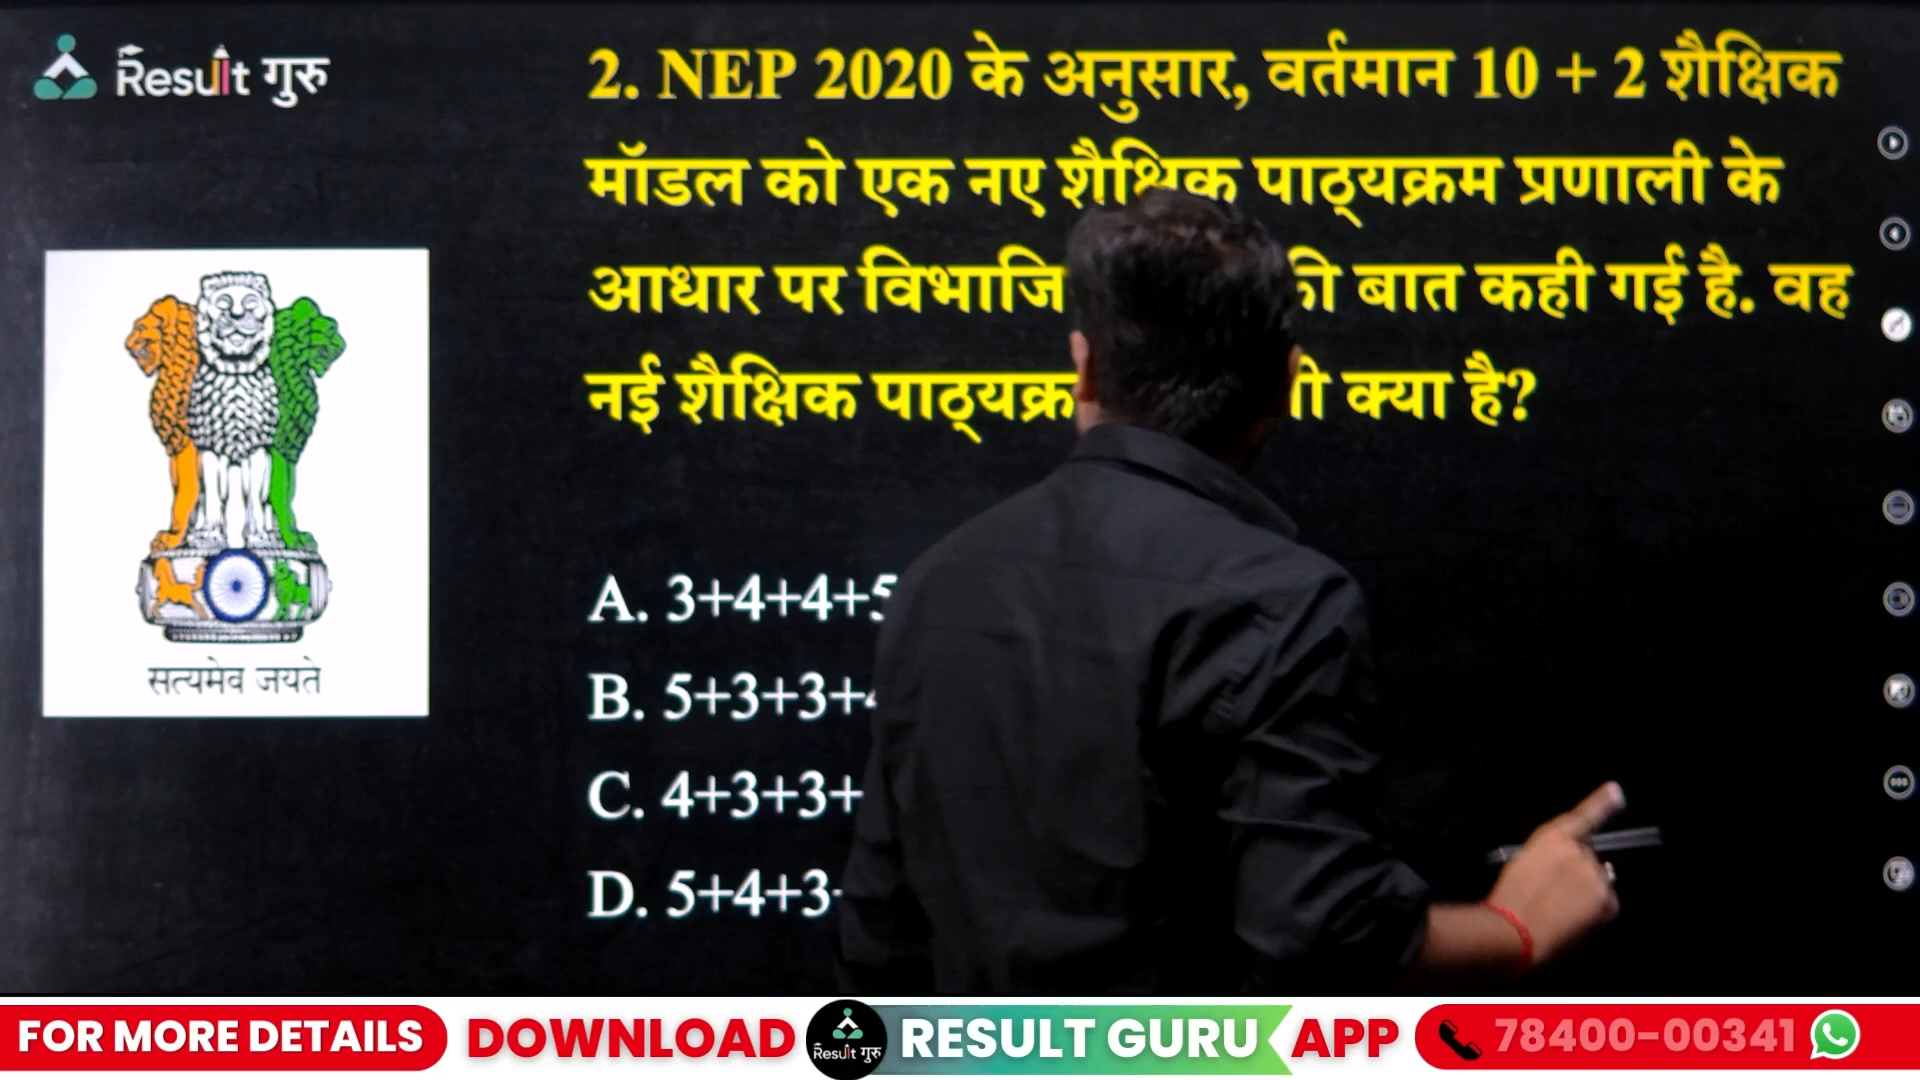 Result गुरु
2. NEP 2020 के अनुसार, वर्तमान 10 + 2 शैक्षिक
मॉडल को एक नए शैक्षिक पाठ्यक्रम प्रणाली के
आधार पर की बात कही गई है. वह
नई शैक्षिक क्या है?
सत्यमेव जयते
A. 3+4+4+5
B. 5+3+3+
C. 4+3+3+
D. 5+4+3
FOR MORE DETAILS DOWNLOAD Result गुरु RESULT GURU APP 78400-00341